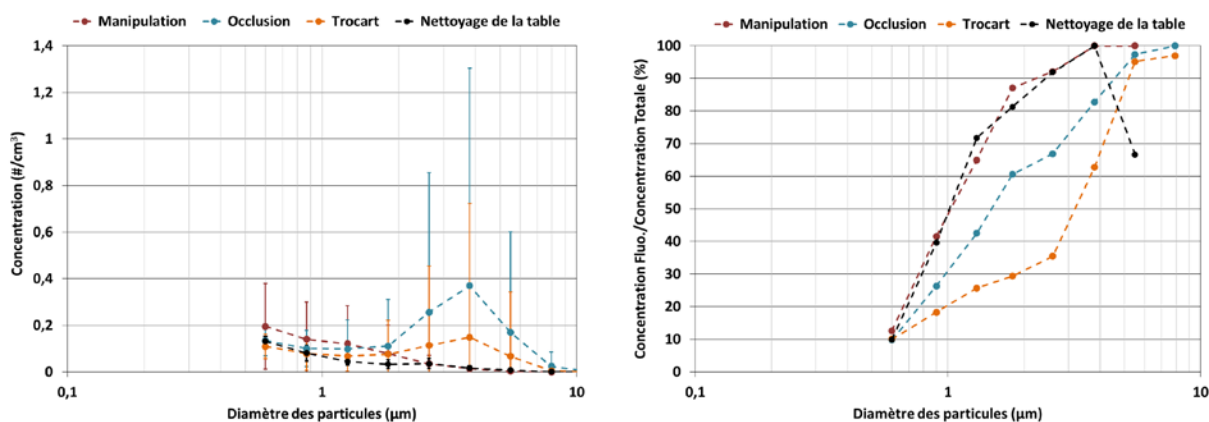 Manipulation Occlusion Trocart Nettoyage de la table
1,4
1,2
1
0,8
0,6
0,4
0,2
0
Concentration (#/cm³)
0,1 1 10
Diamètre des particules (µm)
Manipulation Occlusion Trocart Nettoyage de la table
100
90
80
70
60
50
40
30
20
10
0
Concentration Fluo./Concentrration Totale (%)
0,1 1 10
Diamètre des particules (µm)